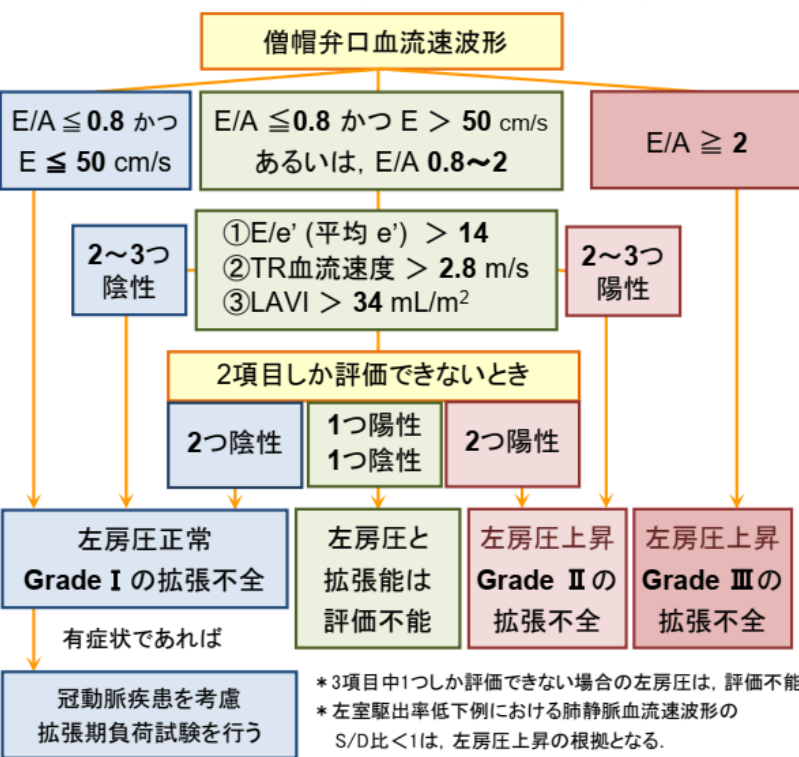 僧帽弁口血流速波形
E/A ≦ 0.8 かつ
E ≦ 50 cm/s
E/A ≦0.8 かつ E > 50 cm/s
あるいは, E/A 0.8〜2
E/A ≧ 2
2〜3つ
陰性
①E/e’ (平均 e’) > 14
②TR血流速度 > 2.8 m/s
③LAVI > 34 mL/m²
2〜3つ
陽性
2項目しか評価できないとき
2つ陰性
1つ陽性
1つ陰性
2つ陽性
左房圧正常
Grade Ⅰ の拡張不全
左房圧と
拡張能は
評価不能
左房圧上昇
Grade Ⅱの
拡張不全
左房圧上昇
Grade Ⅲの
拡張不全
有症状であれば
冠動脈疾患を考慮
拡張期負荷試験を行う
*3項目中1つしか評価できない場合の左房圧は, 評価不能
* 左室駆出率低下例における肺静脈血流速波形の
S/D比<1は, 左房圧上昇の根拠となる.